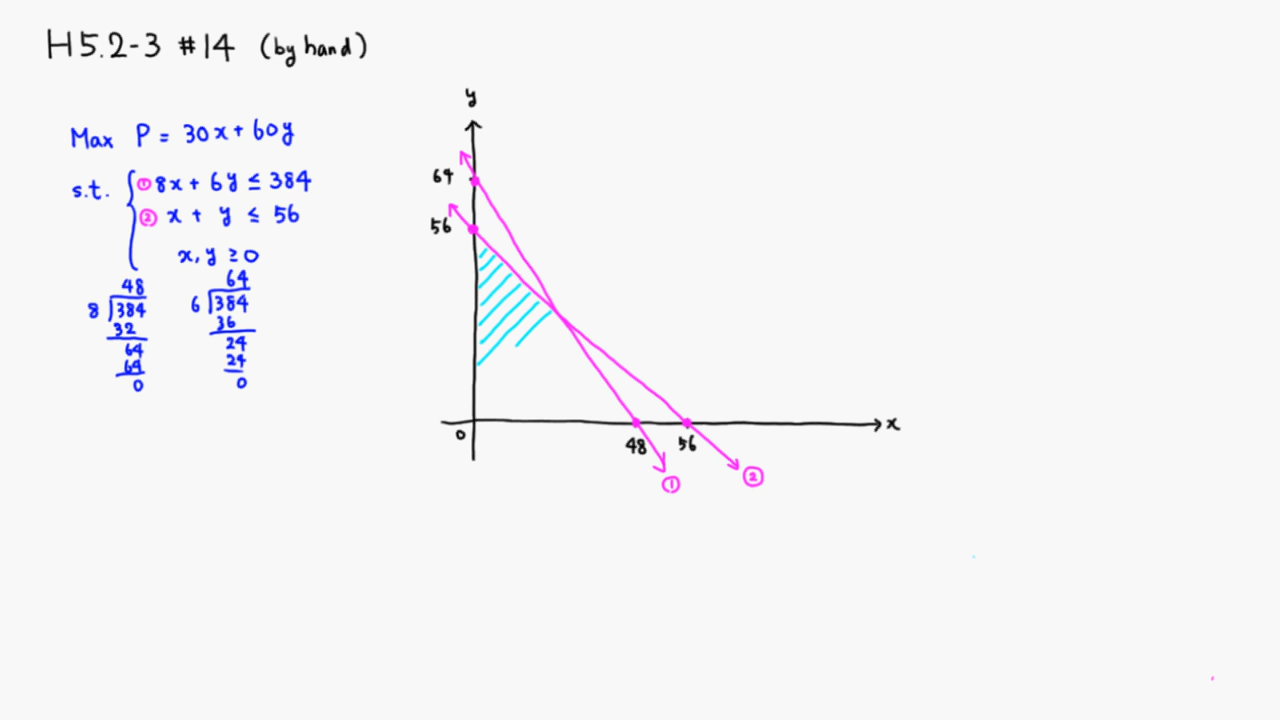 H5.2-3 #14 (by hand)
Max P = 30x + 60y
s.t. { ① 8x + 6y ≤ 384
② x + y ≤ 56
x, y ≥ 0
48
8 ) 384
32
64
64
0
64
6 ) 384
36
24
24
0
y
64
56
0
48
56
x
①
②